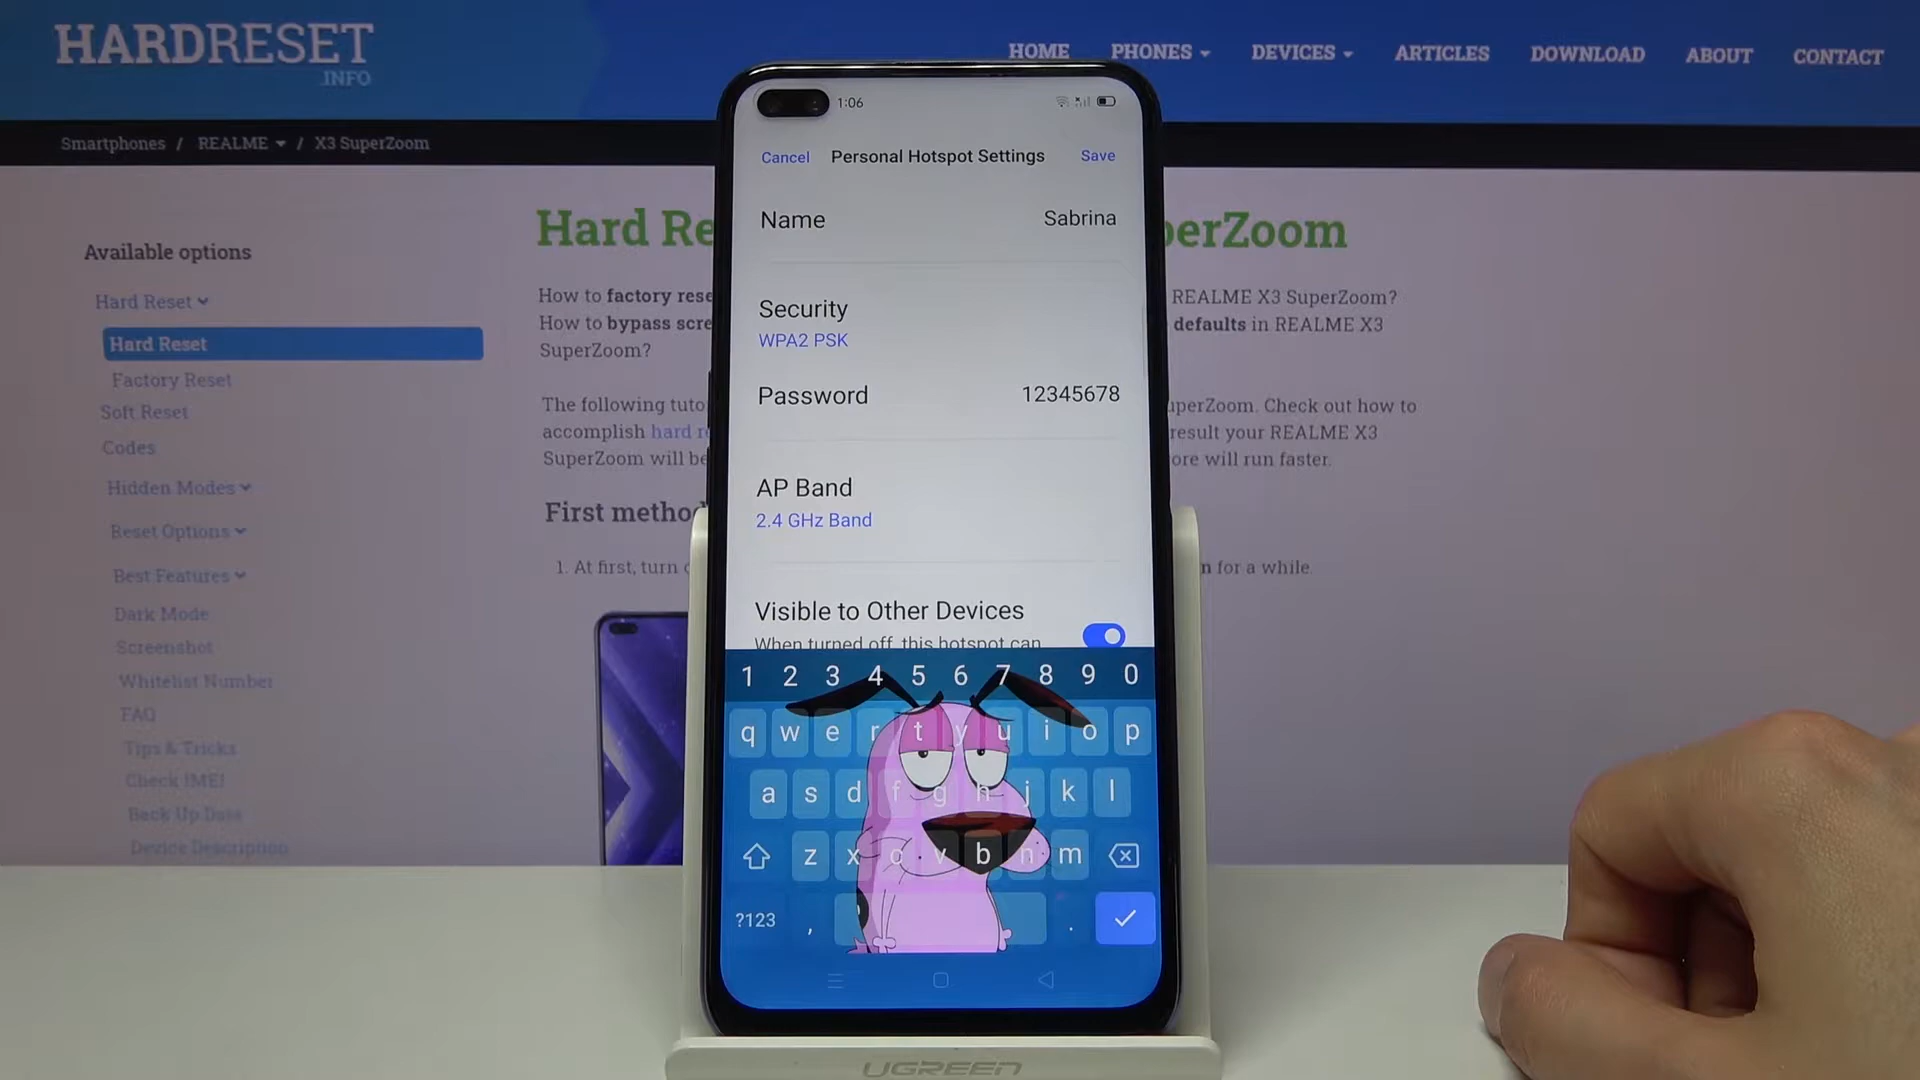 HARDRESET
.INFO
HOME PHONES DEVICES ARTICLES DOWNLOAD ABOUT CONTACT
Smartphones / REALME / X3 SuperZoom
Available options
Hard Reset
Hard Reset
Factory Reset
Soft Reset
Codes
Hidden Modes
Reset Options
Best Features
Dark Mode
Screenshot
Whitelist Number
FAQ
Tips & Tricks
Check IMEI
Back Up Data
Device Description
Hard Re perZoom
How to factory rese REALME X3 SuperZoom?
How to bypass scre defaults in REALME X3
SuperZoom?
The following tuto uperZoom. Check out how to
accomplish hard r result your REALME X3
SuperZoom will be ore will run faster.
First metho
1. At first, turn n for a while.
1:06
Cancel Personal Hotspot Settings Save
Name Sabrina
Security
WPA2 PSK
Password 12345678
AP Band
2.4 GHz Band
Visible to Other Devices
When turned off, this hotspot can
1 2 3 4 5 6 7 8 9 0
q w e r t y u i o p
a s d f g h j k l
z x c v b n m
?123 , .
UGREEN